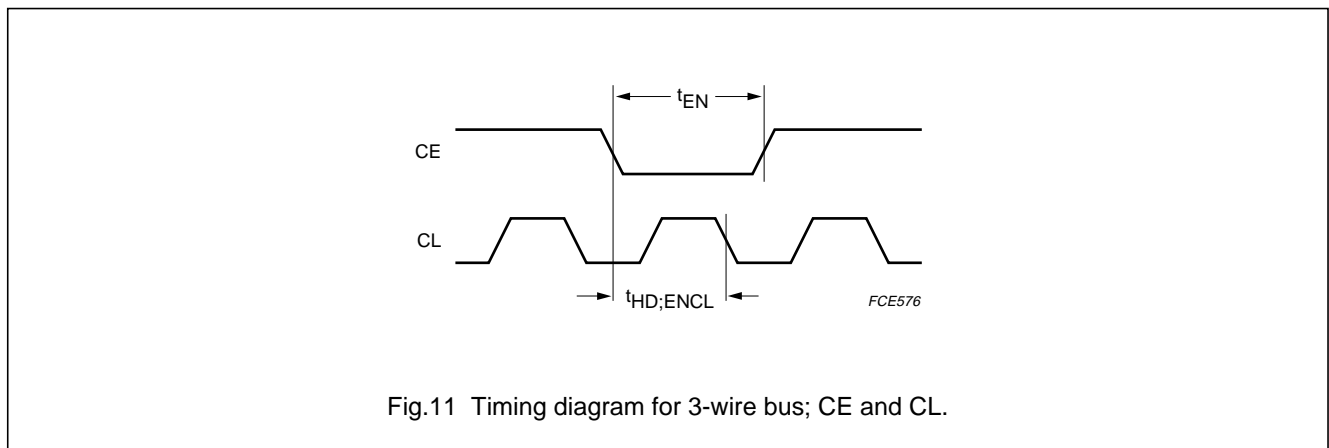 tEN
CE
CL
tHD;ENCL
FCE576
Fig.11 Timing diagram for 3-wire bus; CE and CL.